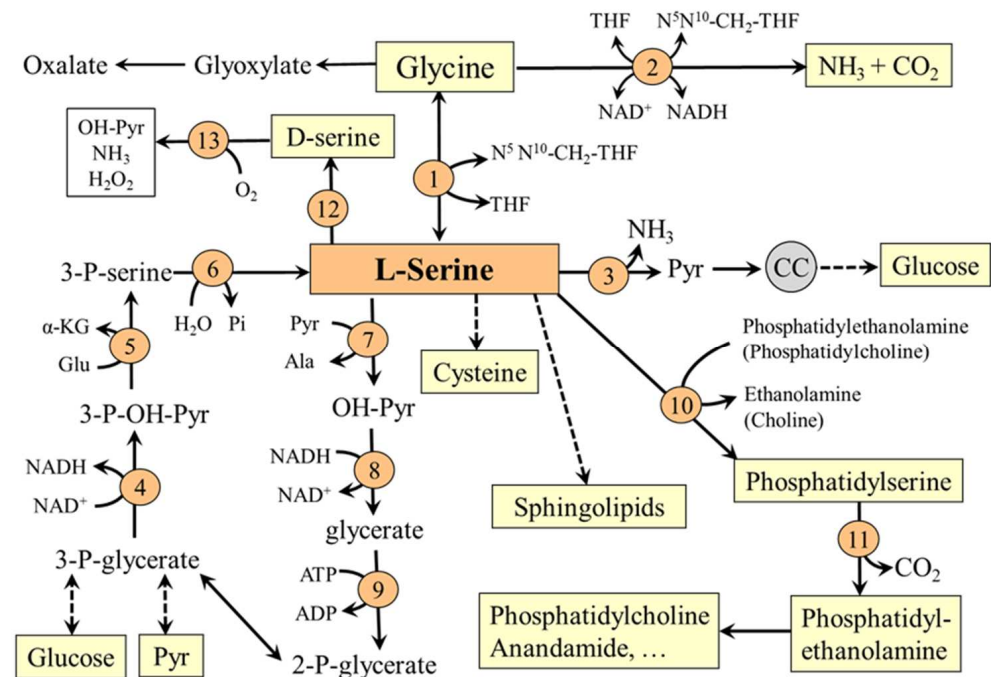 THF
N⁵N¹⁰-CH₂-THF
Oxalate
Glyoxylate
Glycine
2
NH₃ + CO₂
NAD⁺
NADH
OH-Pyr
NH₃
H₂O₂
13
O₂
D-serine
12
1
N⁵ N¹⁰-CH₂-THF
THF
3-P-serine
6
H₂O
Pi
L-Serine
NH₃
3
Pyr
CC
Glucose
α-KG
Glu
5
Pyr
Ala
7
Cysteine
Phosphatidylethanolamine
(Phosphatidylcholine)
10
Ethanolamine
(Choline)
3-P-OH-Pyr
OH-Pyr
NADH
NAD⁺
4
NADH
NAD⁺
8
Sphingolipids
Phosphatidylserine
glycerate
11
CO₂
3-P-glycerate
ATP
ADP
9
Glucose
Pyr
2-P-glycerate
Phosphatidylcholine
Anandamide, …
Phosphatidyl-
ethanolamine